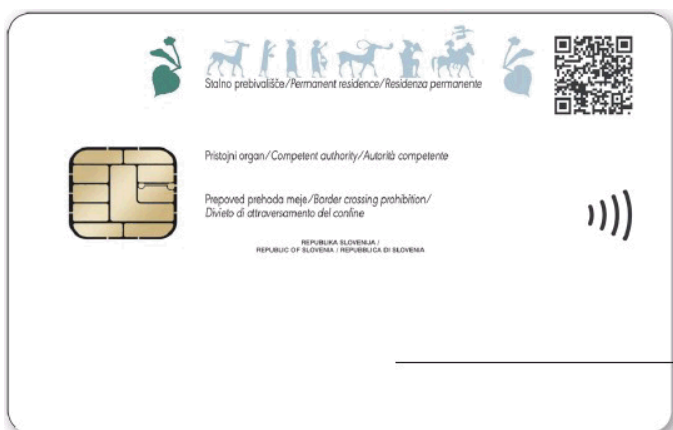 Stalno prebivališče/Permanent residence/Residenza permanente
Pristojni organ/Competent authority/Autorità competente
Prepoved prehoda meje/Border crossing prohibition/
Divieto di attraversamento del confine
REPUBLIKA SLOVENIJA /
REPUBLIC OF SLOVENIA / REPUBBLICA DI SLOVENIA